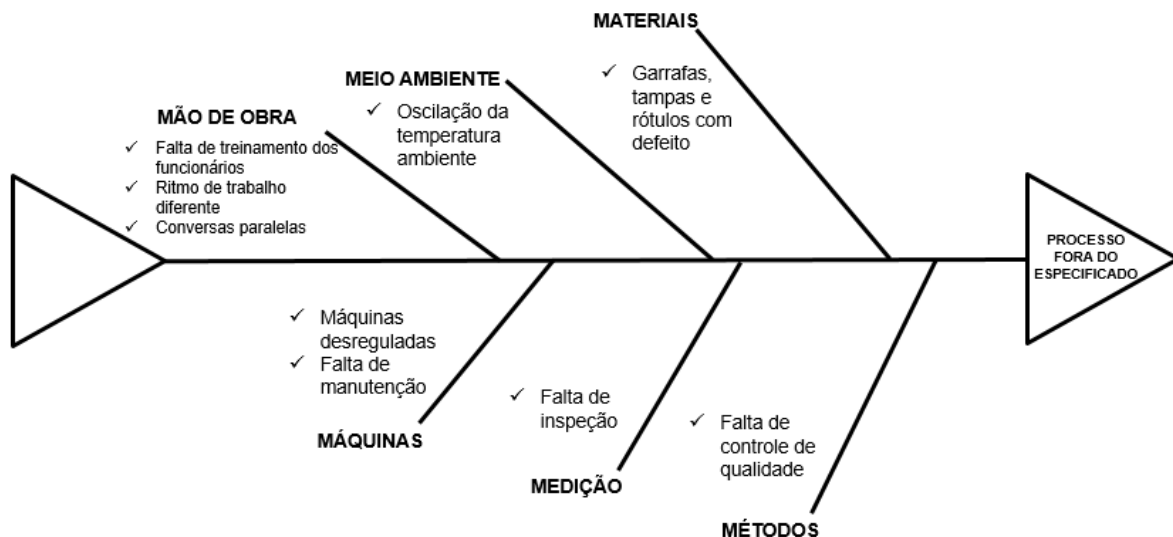 MATERIAIS
✓ Garrafas,
tampas e
rótulos com
defeito
MEIO AMBIENTE
✓ Oscilação da
temperatura
ambiente
MÃO DE OBRA
✓ Falta de treinamento dos
funcionários
✓ Ritmo de trabalho
diferente
✓ Conversas paralelas
PROCESSO
FORA DO
ESPECIFICADO
✓ Máquinas
desreguladas
✓ Falta de
manutenção
MÁQUINAS
✓ Falta de
inspeção
MEDIÇÃO
✓ Falta de
controle de
qualidade
MÉTODOS